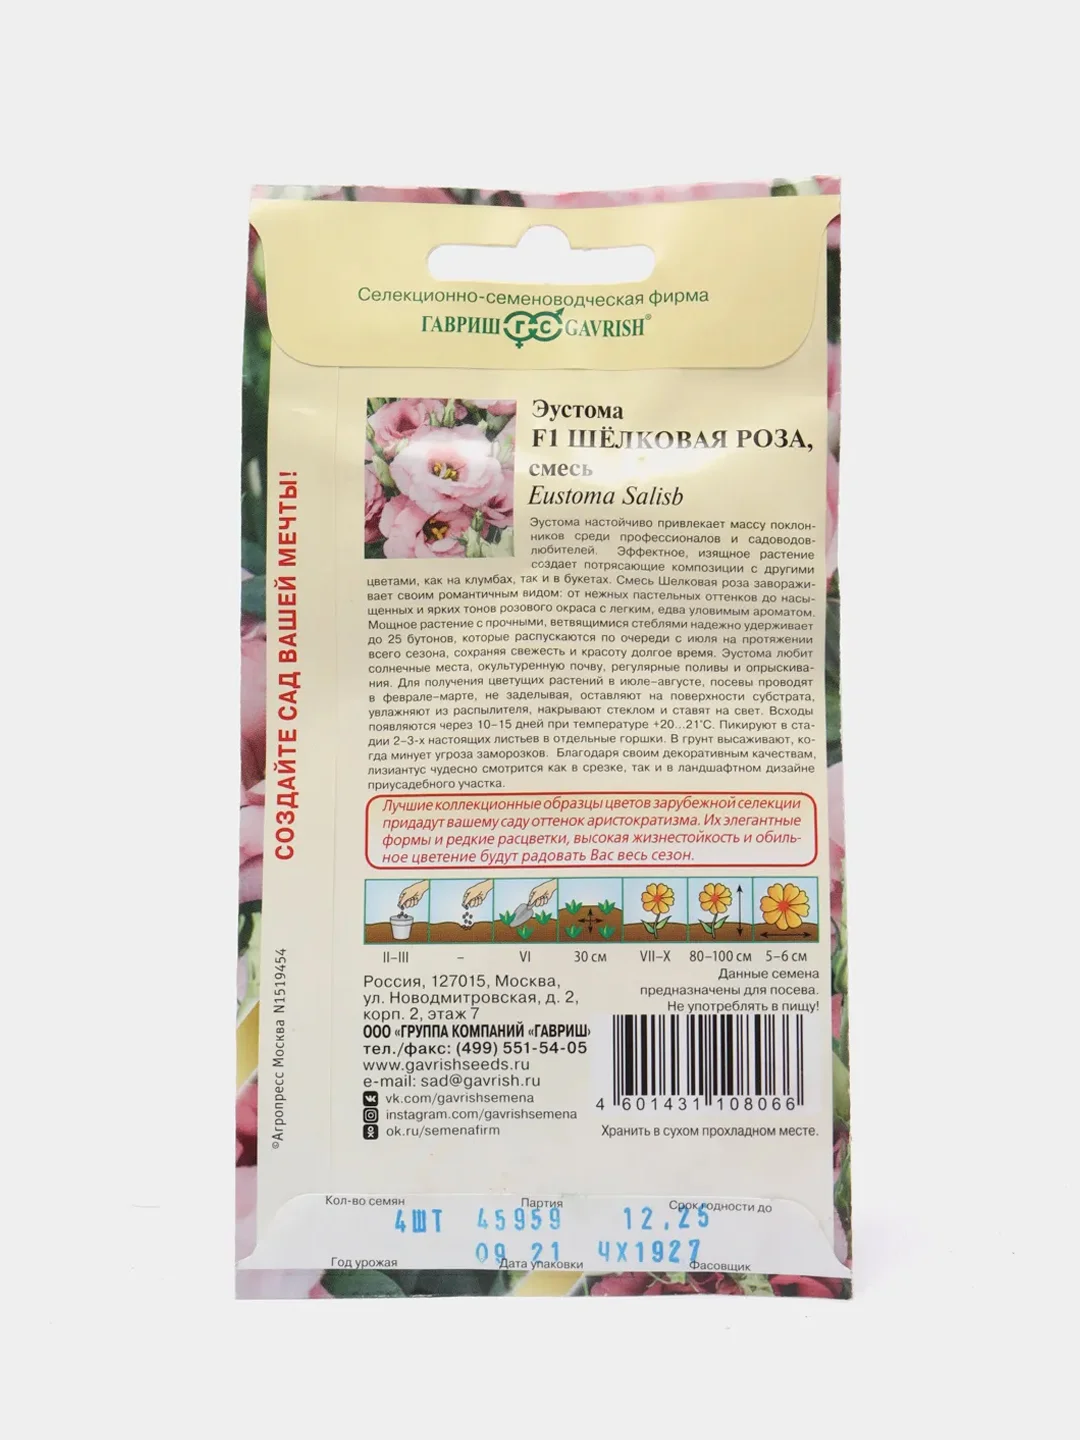 Селекционно-семеноводческая фирма
ГАВРИШ ГС GAVRISH®
Эустома
F1 ШЁЛКОВАЯ РОЗА,
смесь
Eustoma Salisb
Эустома настойчиво привлекает массу поклон-
ников среди профессионалов и садоводов-
любителей. Эффектное, изящное растение
создает потрясающие композиции с другими
цветами, как на клумбах, так и в букетах. Смесь Шелковая роза заворажи-
вает своим романтичным видом: от нежных пастельных оттенков до насы-
щенных и ярких тонов розового окраса с легким, едва уловимым ароматом.
Мощное растение с прочными, ветвящимися стеблями надежно удерживает
до 25 бутонов, которые распускаются по очереди с июля на протяжении
всего сезона, сохраняя свежесть и красоту долгое время. Эустома любит
солнечные места, окультуренную почву, регулярные поливы и опрыскива-
ния. Для получения цветущих растений в июле–августе, посевы проводят
в феврале–марте, не заделывая, оставляют на поверхности субстрата,
увлажняют из распылителя, накрывают стеклом и ставят на свет. Всходы
появляются через 10–15 дней при температуре +20...21°С. Пикируют в ста-
дии 2–3-х настоящих листьев в отдельные горшки. В грунт высаживают, ко-
гда минует угроза заморозков. Благодаря своим декоративным качествам,
лизиантус чудесно смотрится как в срезке, так и в ландшафтном дизайне
приусадебного участка.
Лучшие коллекционные образцы цветов зарубежной селекции
придадут вашему саду оттенок аристократизма. Их элегантные
формы и редкие расцветки, высокая жизнестойкость и обиль-
ное цветение будут радовать Вас весь сезон.
II–III – VI 30 см VII–X 80–100 см 5–6 см
Данные семена
предназначены для посева.
Не употреблять в пищу!
Россия, 127015, Москва,
ул. Новодмитровская, д. 2,
корп. 2, этаж 7
ООО «ГРУППА КОМПАНИЙ «ГАВРИШ»
тел./факс: (499) 551-54-05
www.gavrishseeds.ru
e-mail: sad@gavrish.ru
vk.com/gavrishsemena
instagram.com/gavrishsemena
ok.ru/semenafirm
4 601431 108066
Хранить в сухом прохладном месте.
СОЗДАЙТЕ САД ВАШЕЙ МЕЧТЫ!
©Агропресс Москва N1519454
Кол-во семян Партия Срок годности до
4ШТ 45959 12.25
09 21 4Х1927
Год урожая Дата упаковки Фасовщик